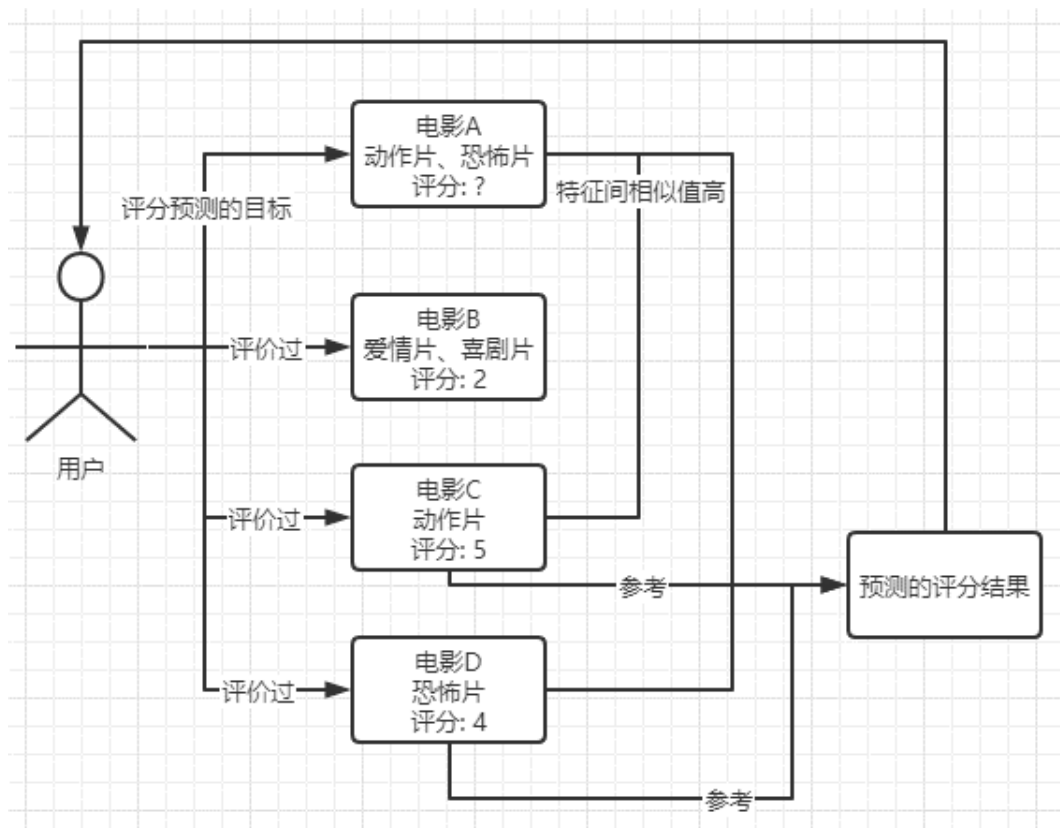 电影A
动作片、恐怖片
评分: ?
评分预测的目标
特征间相似值高
电影B
爱情片、喜剧片
评分: 2
评价过
用户
电影C
动作片
评分: 5
评价过
参考
预测的评分结果
电影D
恐怖片
评分: 4
评价过
参考